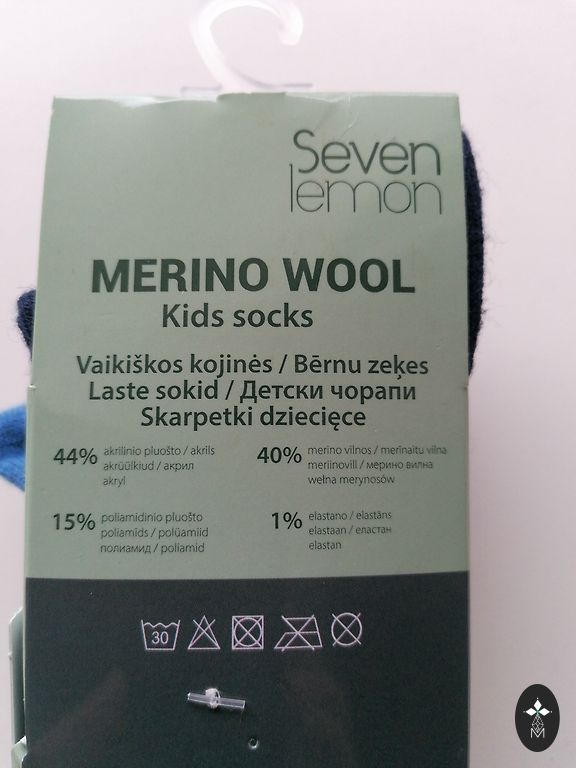 Seven
lemon
MERINO WOOL
Kids socks
Vaikiškos kojinės / Bērnu zeķes
Laste sokid / Детски чорапи
Skarpetki dziecięce
44% akrilinio pluošto / akrils
akrüülkiud / акрил
akryl
40% merino vilnos / merinaitu vilna
meriinovill / мерино вилна
wełna merynosów
15% poliamidinio pluošto
poliamīds / polüamiid
полиамид / poliamid
1% elastano / elastāns
elastaan / еластан
elastan
30
M